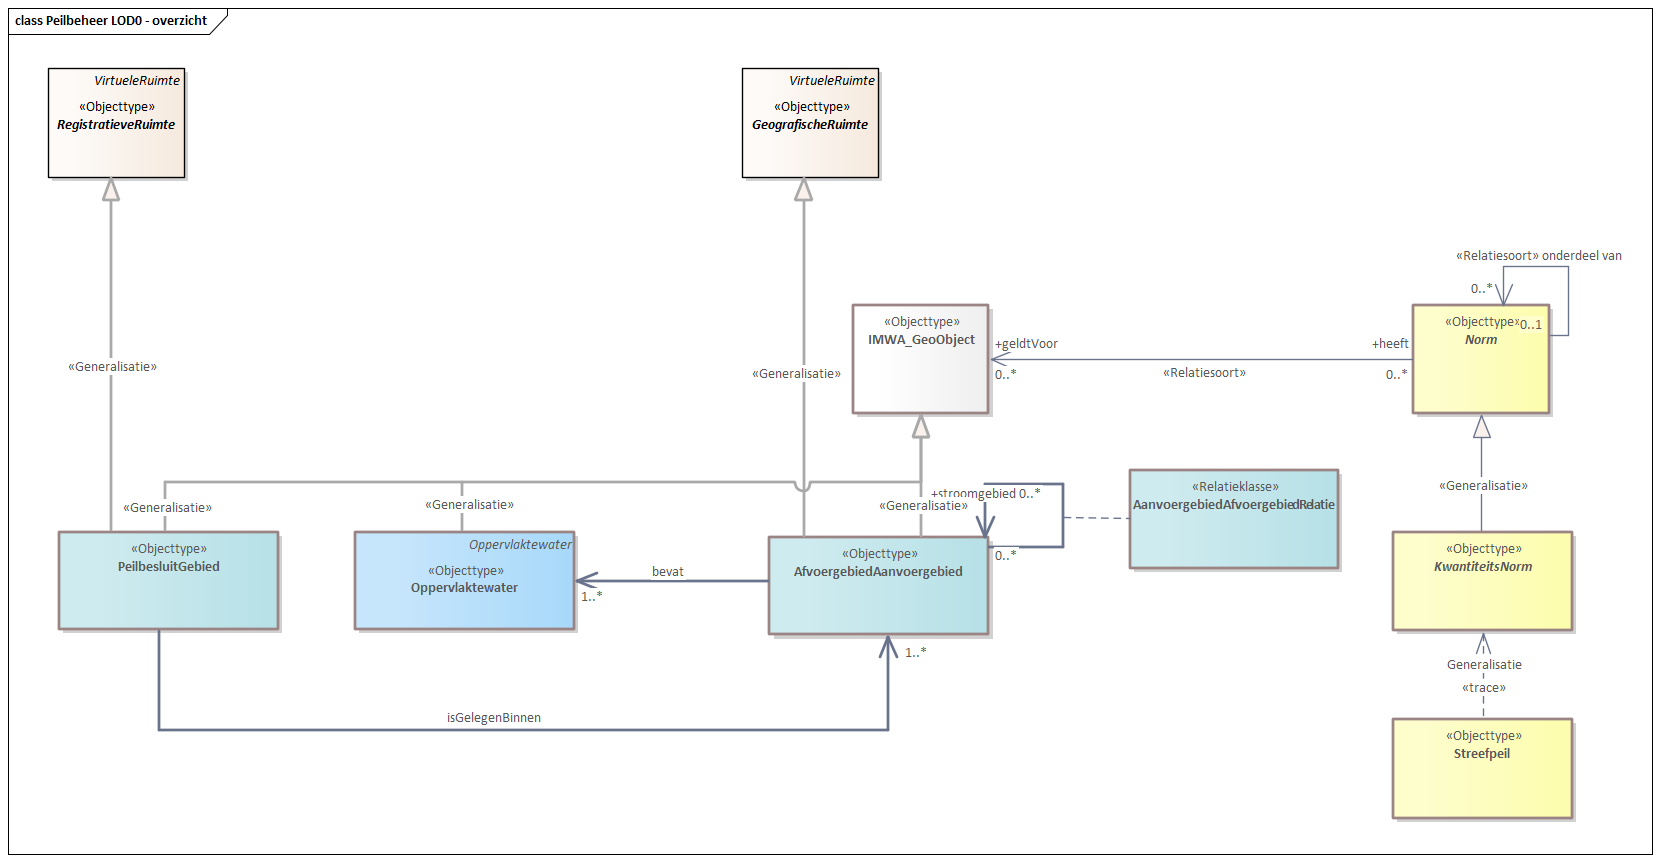 class Peilbeheer LOD0 - overzicht
VirtueleRuimte
«Objecttype»
RegistratieveRuimte
VirtueleRuimte
«Objecttype»
GeografischeRuimte
«Relatiesoort» onderdeel van
0..*
«Objecttype»
0..1
Norm
«Objecttype»
IMWA_GeoObject
+geldtVoor
+heeft
0..*
«Relatiesoort»
0..*
«Generalisatie»
«Generalisatie»
«Generalisatie»
+stroomgebied 0..*
«Relatieklasse»
AanvoergebiedAfvoergebiedRelatie
«Generalisatie»
«Generalisatie»
«Generalisatie»
«Objecttype»
PeilbesluitGebied
Oppervlaktewater
«Objecttype»
Oppervlaktewater
bevat
1..*
«Objecttype»
AfvoergebiedAanvoergebied
0..*
«Objecttype»
KwantiteitsNorm
1..*
Generalisatie
«trace»
isGelegenBinnen
«Objecttype»
Streefpeil